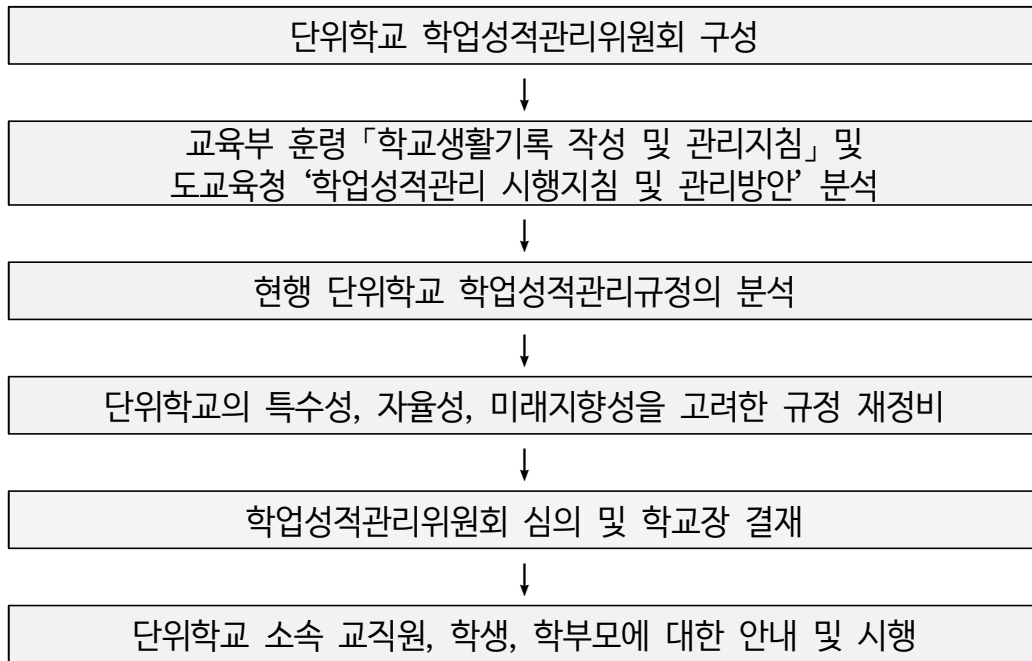 단위학교 학업성적관리위원회 구성
↓
교육부 훈령「학교생활기록 작성 및 관리지침」및
도교육청 ‘학업성적관리 시행지침 및 관리방안’ 분석
↓
현행 단위학교 학업성적관리규정의 분석
↓
단위학교의 특수성, 자율성, 미래지향성을 고려한 규정 재정비
↓
학업성적관리위원회 심의 및 학교장 결재
↓
단위학교 소속 교직원, 학생, 학부모에 대한 안내 및 시행